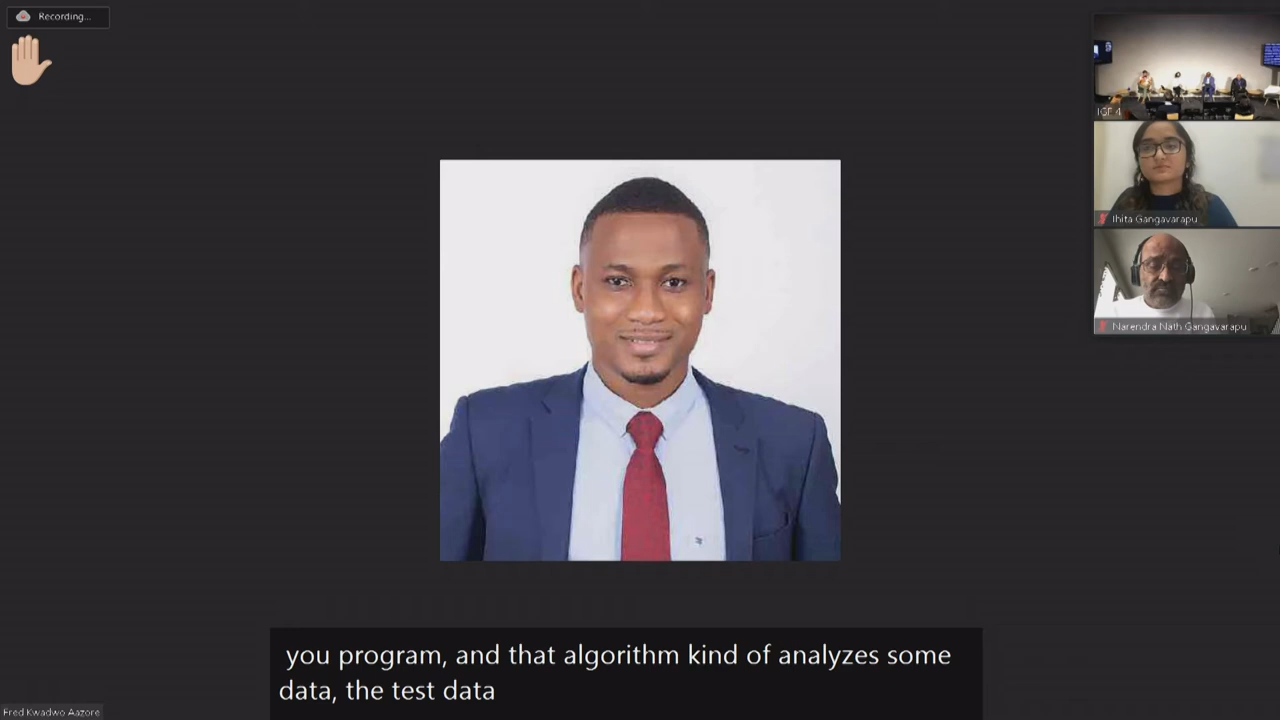 Recording...
IGF 4
Ihita Gangavarapu
Narendra Nath Gangavarapu
you program, and that algorithm kind of analyzes some
data, the test data
Fred Kwadwo Aazore